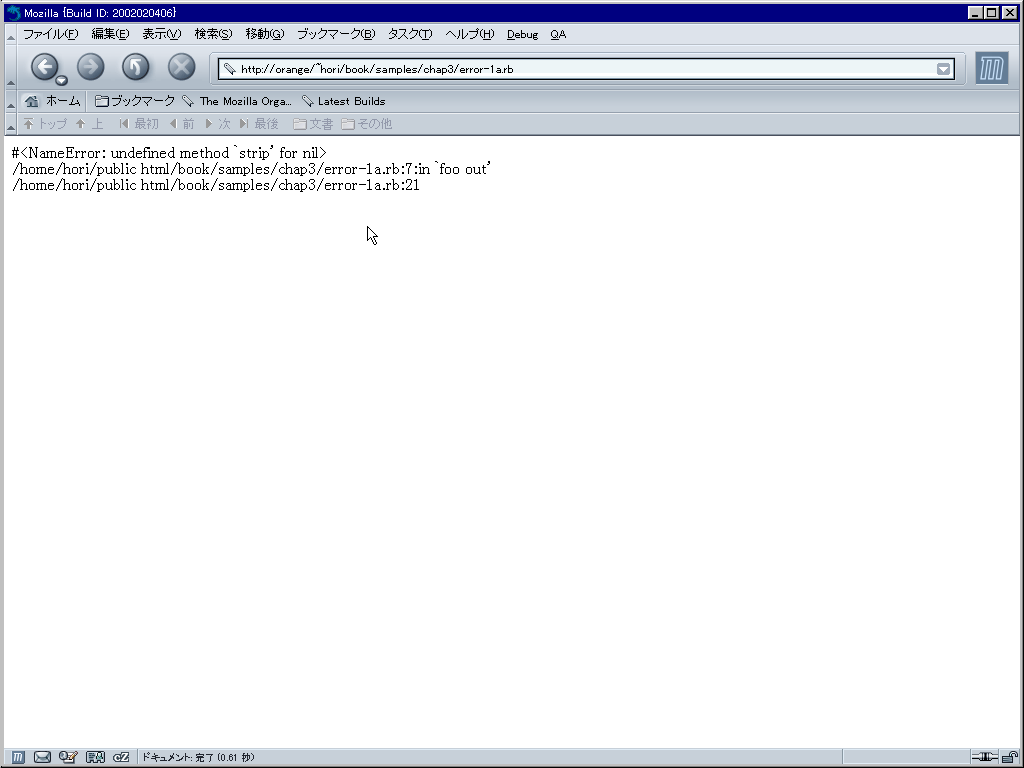 Mozilla {Build ID: 2002020406}
ファイル(F) 編集(E) 表示(V) 検索(S) 移動(G) ブックマーク(B) タスク(T) ヘルプ(H) Debug QA
http://orange/~hori/book/samples/chap3/error-1a.rb
ホーム ブックマーク The Mozilla Orga... Latest Builds
トップ 上 最初 前 次 最後 文書 その他
#<NameError: undefined method `strip' for nil>
/home/hori/public html/book/samples/chap3/error-1a.rb:7:in `foo out'
/home/hori/public html/book/samples/chap3/error-1a.rb:21
ドキュメント: 完了 (0.61 秒)